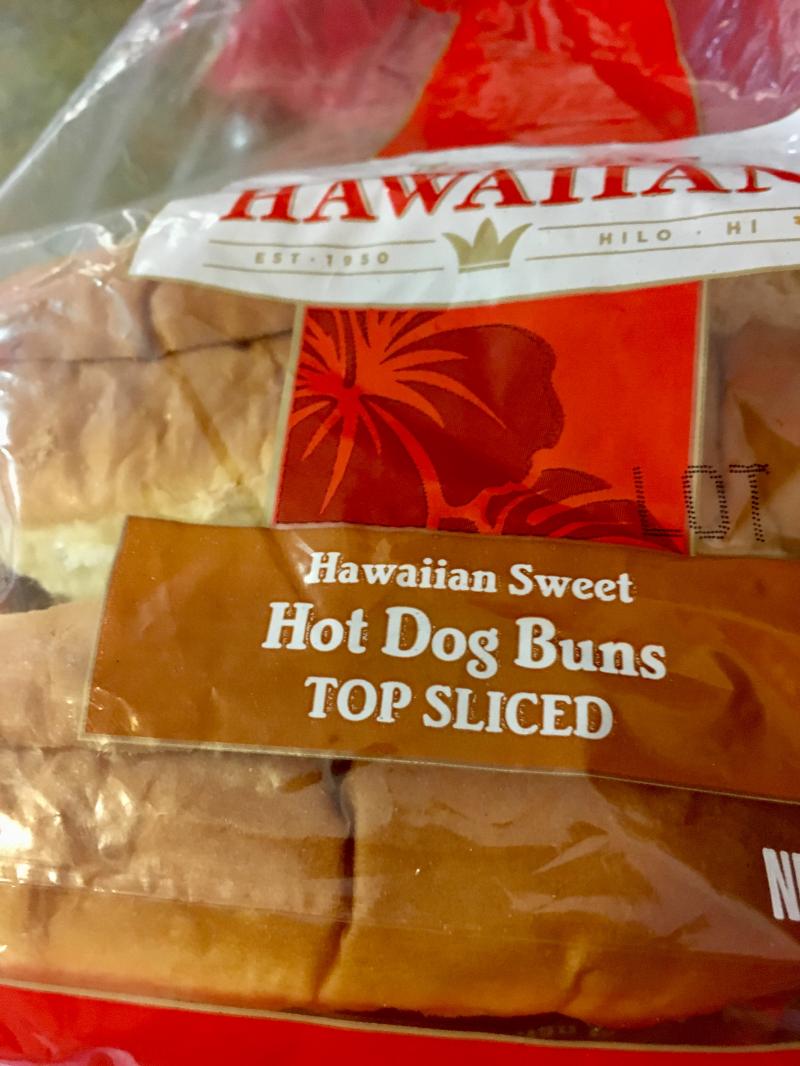 HAWAIIAN
EST · 1950
HILO · HI
LOT
Hawaiian Sweet
Hot Dog Buns
TOP SLICED